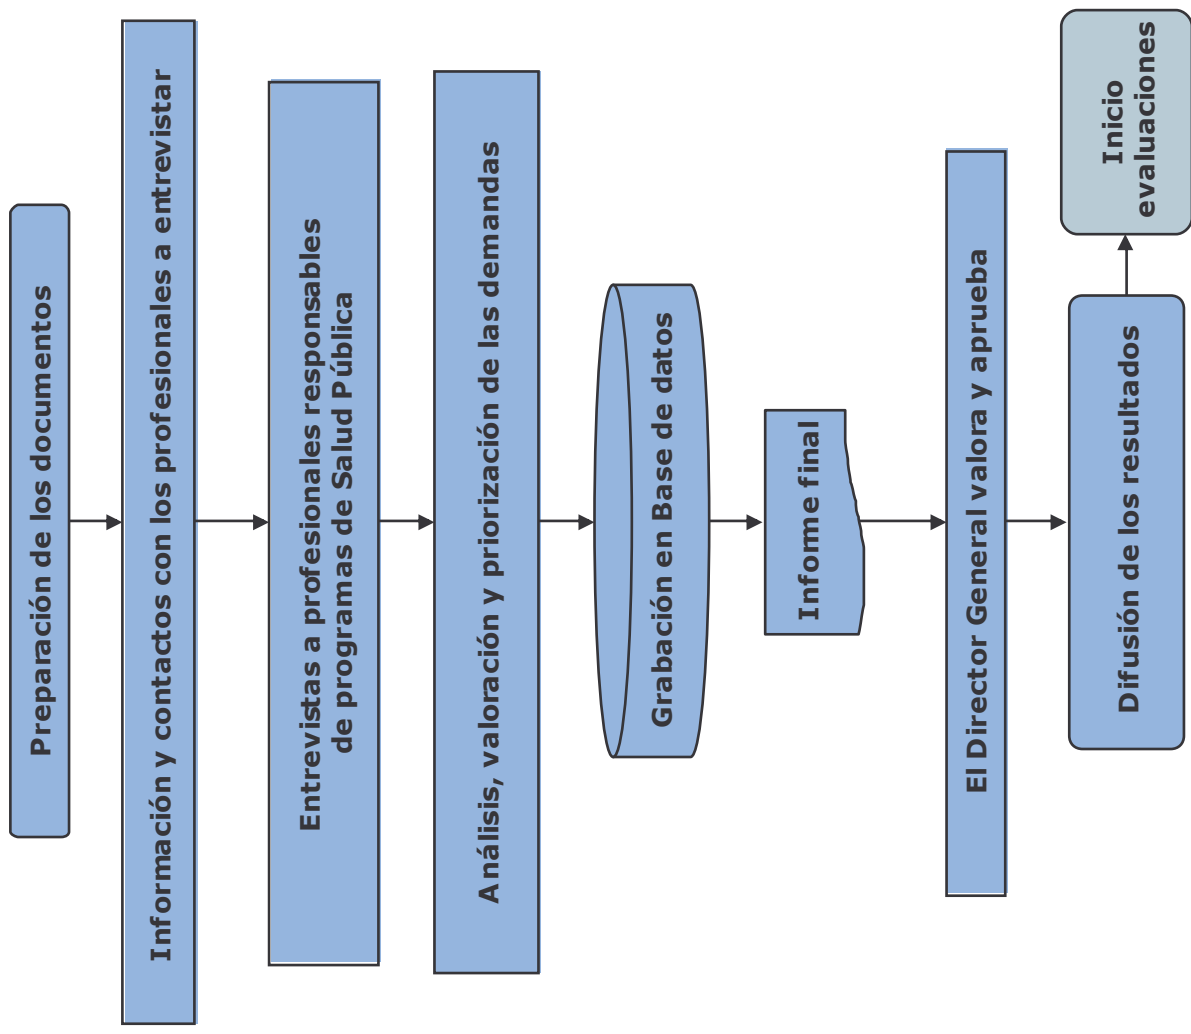 Preparación de los documentos
Información y contactos con los profesionales a entrevistar
Entrevistas a profesionales responsables
de programas de Salud Pública
Análisis, valoración y priorización de las demandas
Grabación en Base de datos
Informe final
El Director General valora y aprueba
Difusión de los resultados
Inicio
evaluaciones